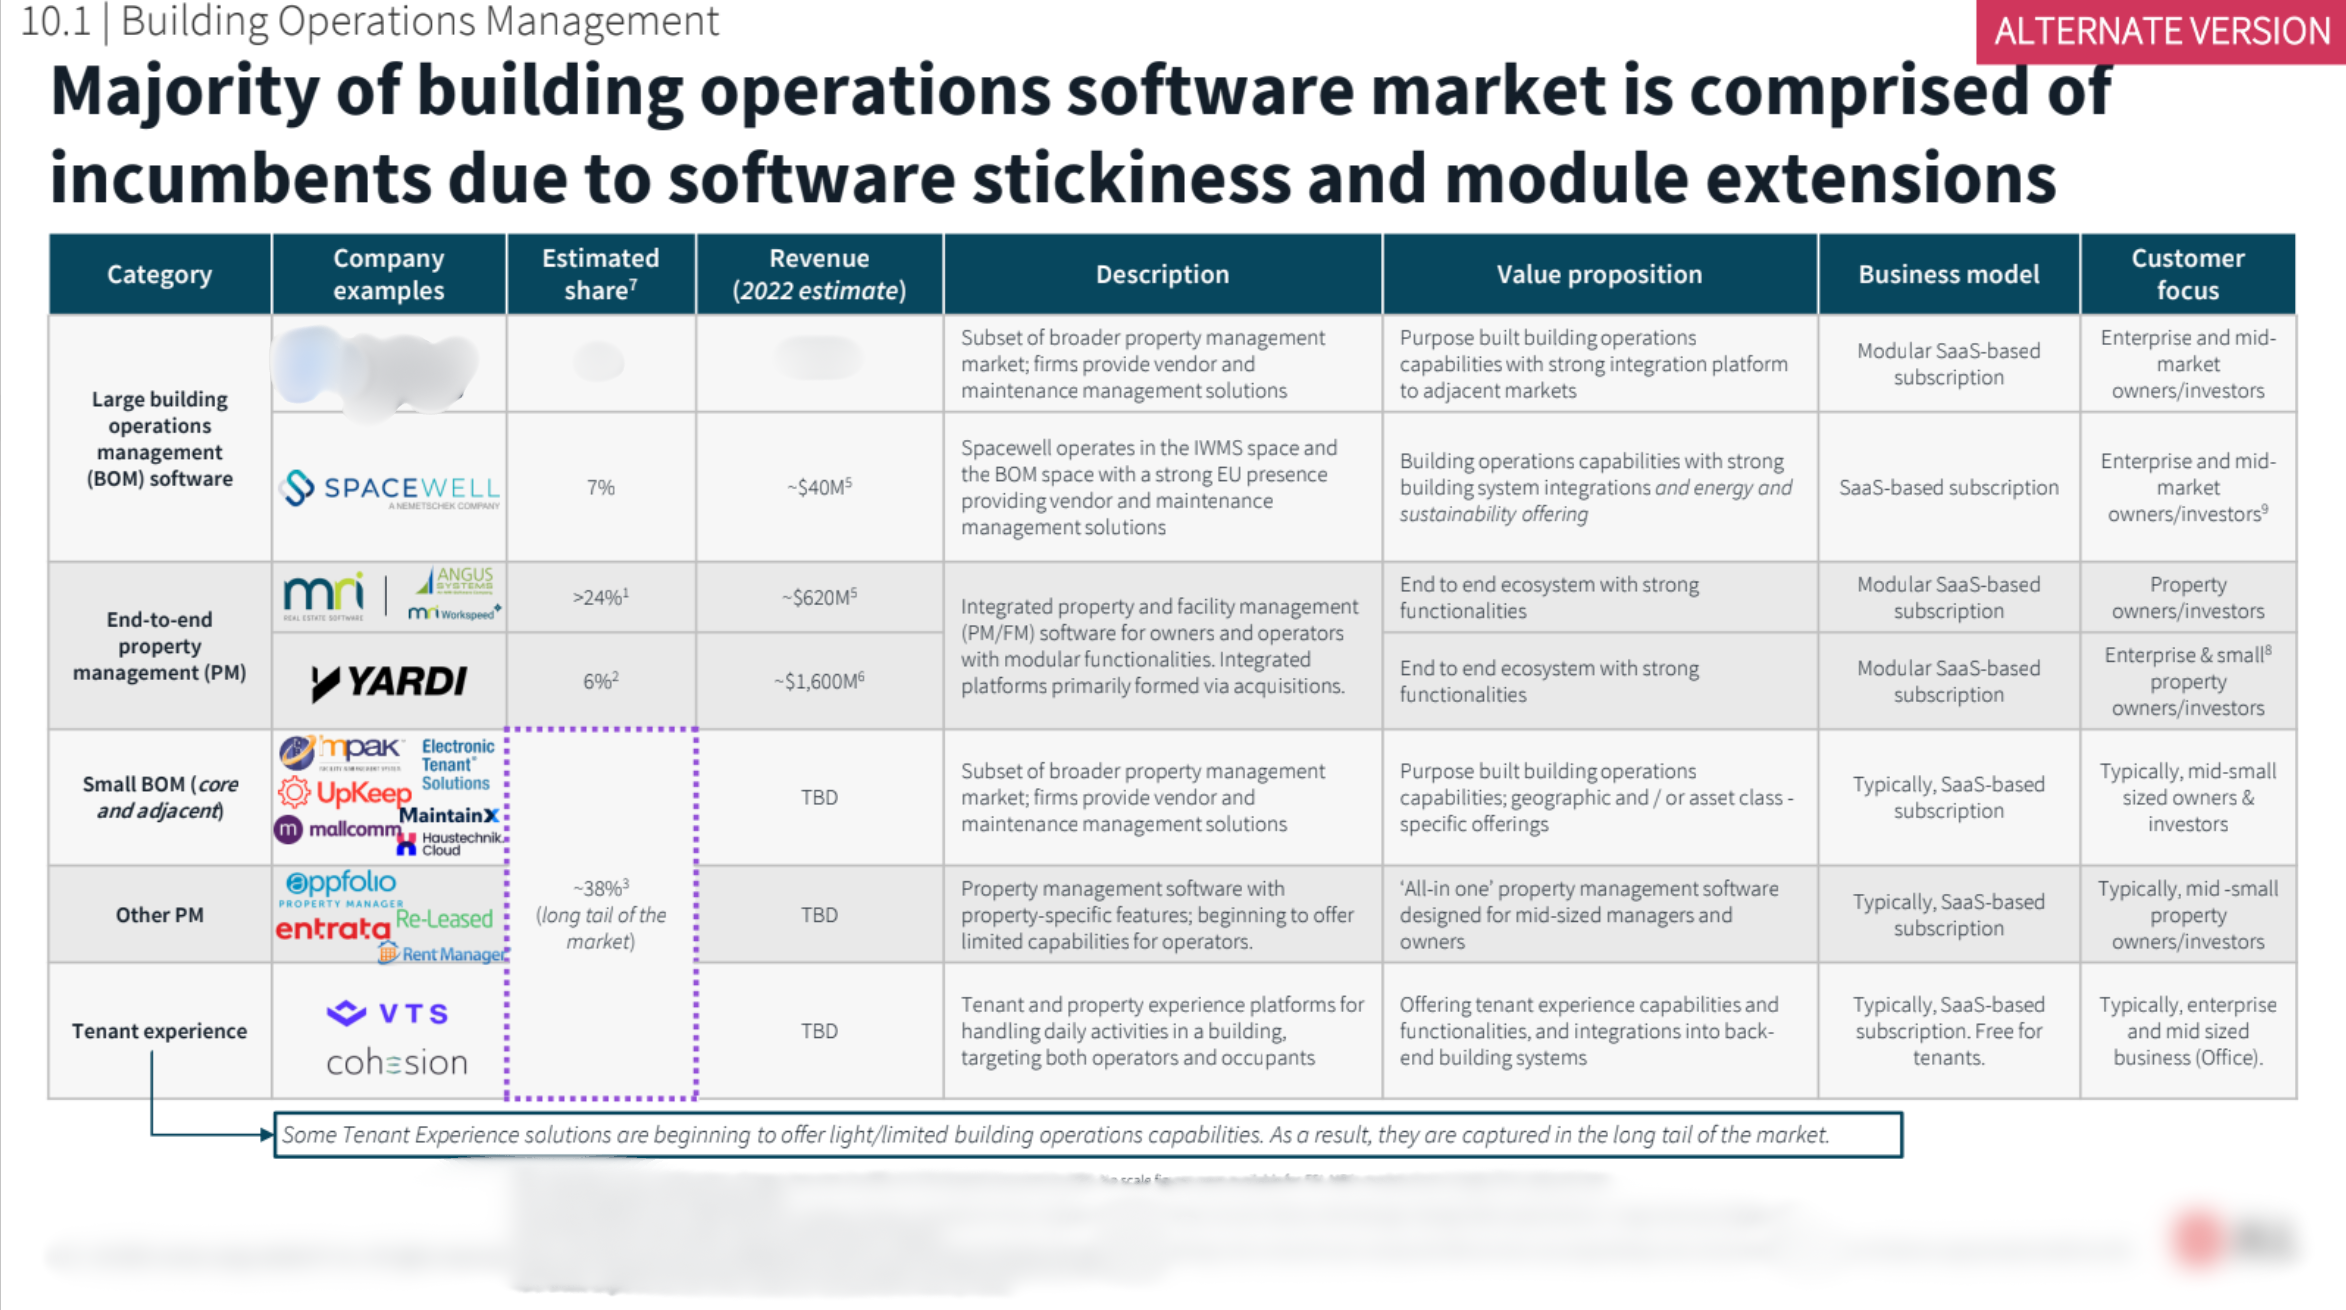 10.1 | Building Operations Management
ALTERNATE VERSION
Majority of building operations software market is comprised of
incumbents due to software stickiness and module extensions
Category
Company
examples
Estimated
share⁷
Revenue
(2022 estimate)
Description
Value proposition
Business model
Customer
focus
Large building
operations
management
(BOM) software
Subset of broader property management
market; firms provide vendor and
maintenance management solutions
Purpose built building operations
capabilities with strong integration platform
to adjacent markets
Modular SaaS-based
subscription
Enterprise and mid-
market
owners/investors
SPACEWELL
A NEMETSCHEK COMPANY
7%
~$40M⁵
Spacewell operates in the IWMS space and
the BOM space with a strong EU presence
providing vendor and maintenance
management solutions
Building operations capabilities with strong
building system integrations and energy and
sustainability offering
SaaS-based subscription
Enterprise and mid-
market
owners/investors⁹
End-to-end
property
management (PM)
mri
REAL ESTATE SOFTWARE
ANGUS
SYSTEMS
mri Workspeed
>24%¹
~$620M⁵
Integrated property and facility management
(PM/FM) software for owners and operators
with modular functionalities. Integrated
platforms primarily formed via acquisitions.
End to end ecosystem with strong
functionalities
Modular SaaS-based
subscription
Property
owners/investors
YARDI
6%²
~$1,600M⁶
End to end ecosystem with strong
functionalities
Modular SaaS-based
subscription
Enterprise & small⁸
property
owners/investors
Small BOM (core
and adjacent)
mpak
Electronic
Tenant®
Solutions
UpKeep
MaintainX
mallcomm
Haustechnik
Cloud
~38%³
(long tail of the
market)
TBD
Subset of broader property management
market; firms provide vendor and
maintenance management solutions
Purpose built building operations
capabilities; geographic and / or asset class -
specific offerings
Typically, SaaS-based
subscription
Typically, mid-small
sized owners &
investors
Other PM
appfolio
PROPERTY MANAGER
entrata
Re-Leased
Rent Manager
TBD
Property management software with
property-specific features; beginning to offer
limited capabilities for operators.
‘All-in one’ property management software
designed for mid-sized managers and
owners
Typically, SaaS-based
subscription
Typically, mid -small
property
owners/investors
Tenant experience
VTS
cohesion
TBD
Tenant and property experience platforms for
handling daily activities in a building,
targeting both operators and occupants
Offering tenant experience capabilities and
functionalities, and integrations into back-
end building systems
Typically, SaaS-based
subscription. Free for
tenants.
Typically, enterprise
and mid sized
business (Office).
Some Tenant Experience solutions are beginning to offer light/limited building operations capabilities. As a result, they are captured in the long tail of the market.